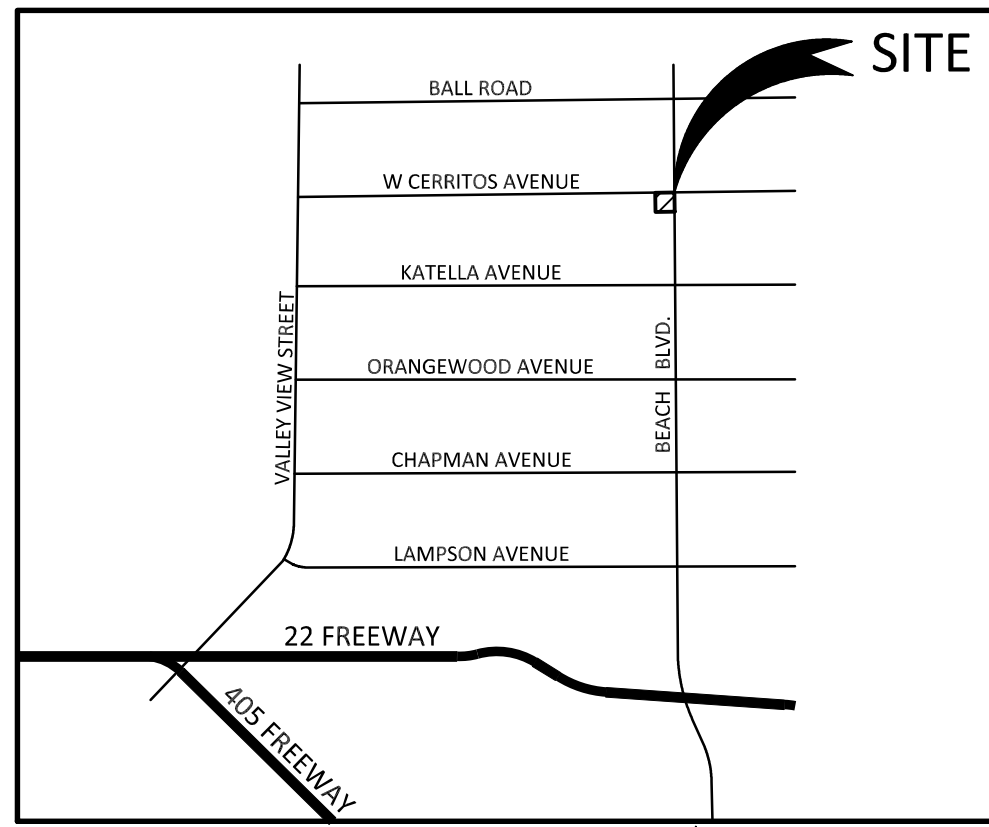 SITE
BALL ROAD
W CERRITOS AVENUE
KATELLA AVENUE
VALLEY VIEW STREET
BEACH BLVD.
ORANGEWOOD AVENUE
CHAPMAN AVENUE
LAMPSON AVENUE
22 FREEWAY
405 FREEWAY